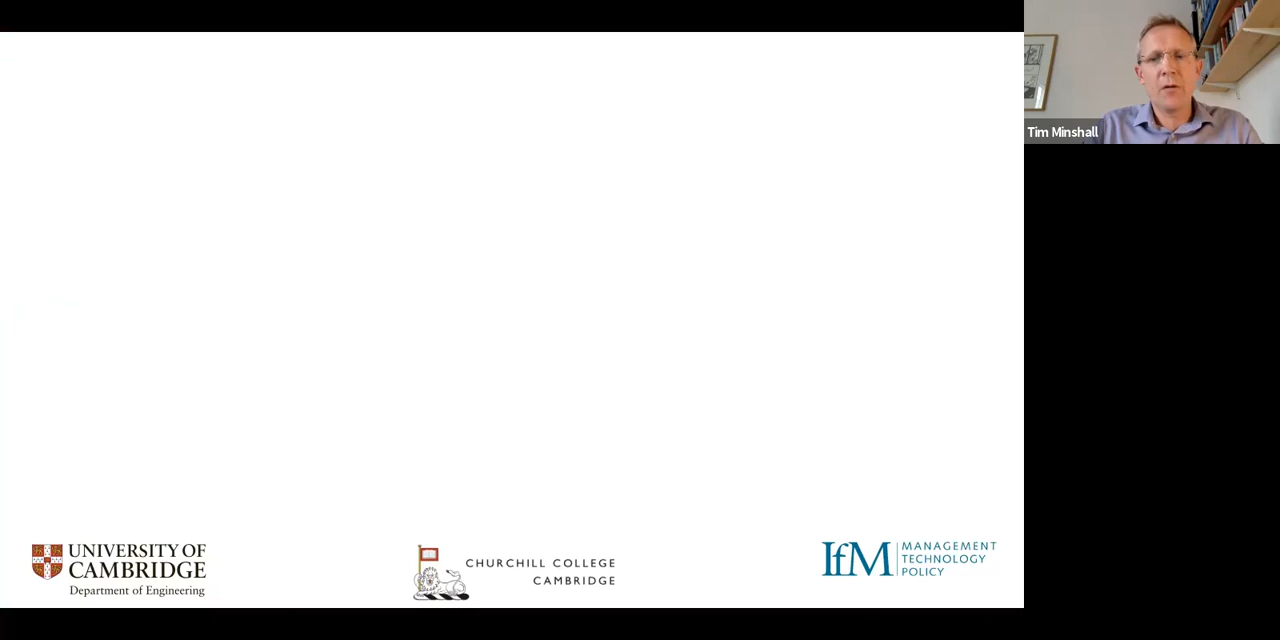 Tim Minshall
UNIVERSITY OF
CAMBRIDGE
Department of Engineering
CHURCHILL COLLEGE
CAMBRIDGE
IfM
MANAGEMENT
TECHNOLOGY
POLICY